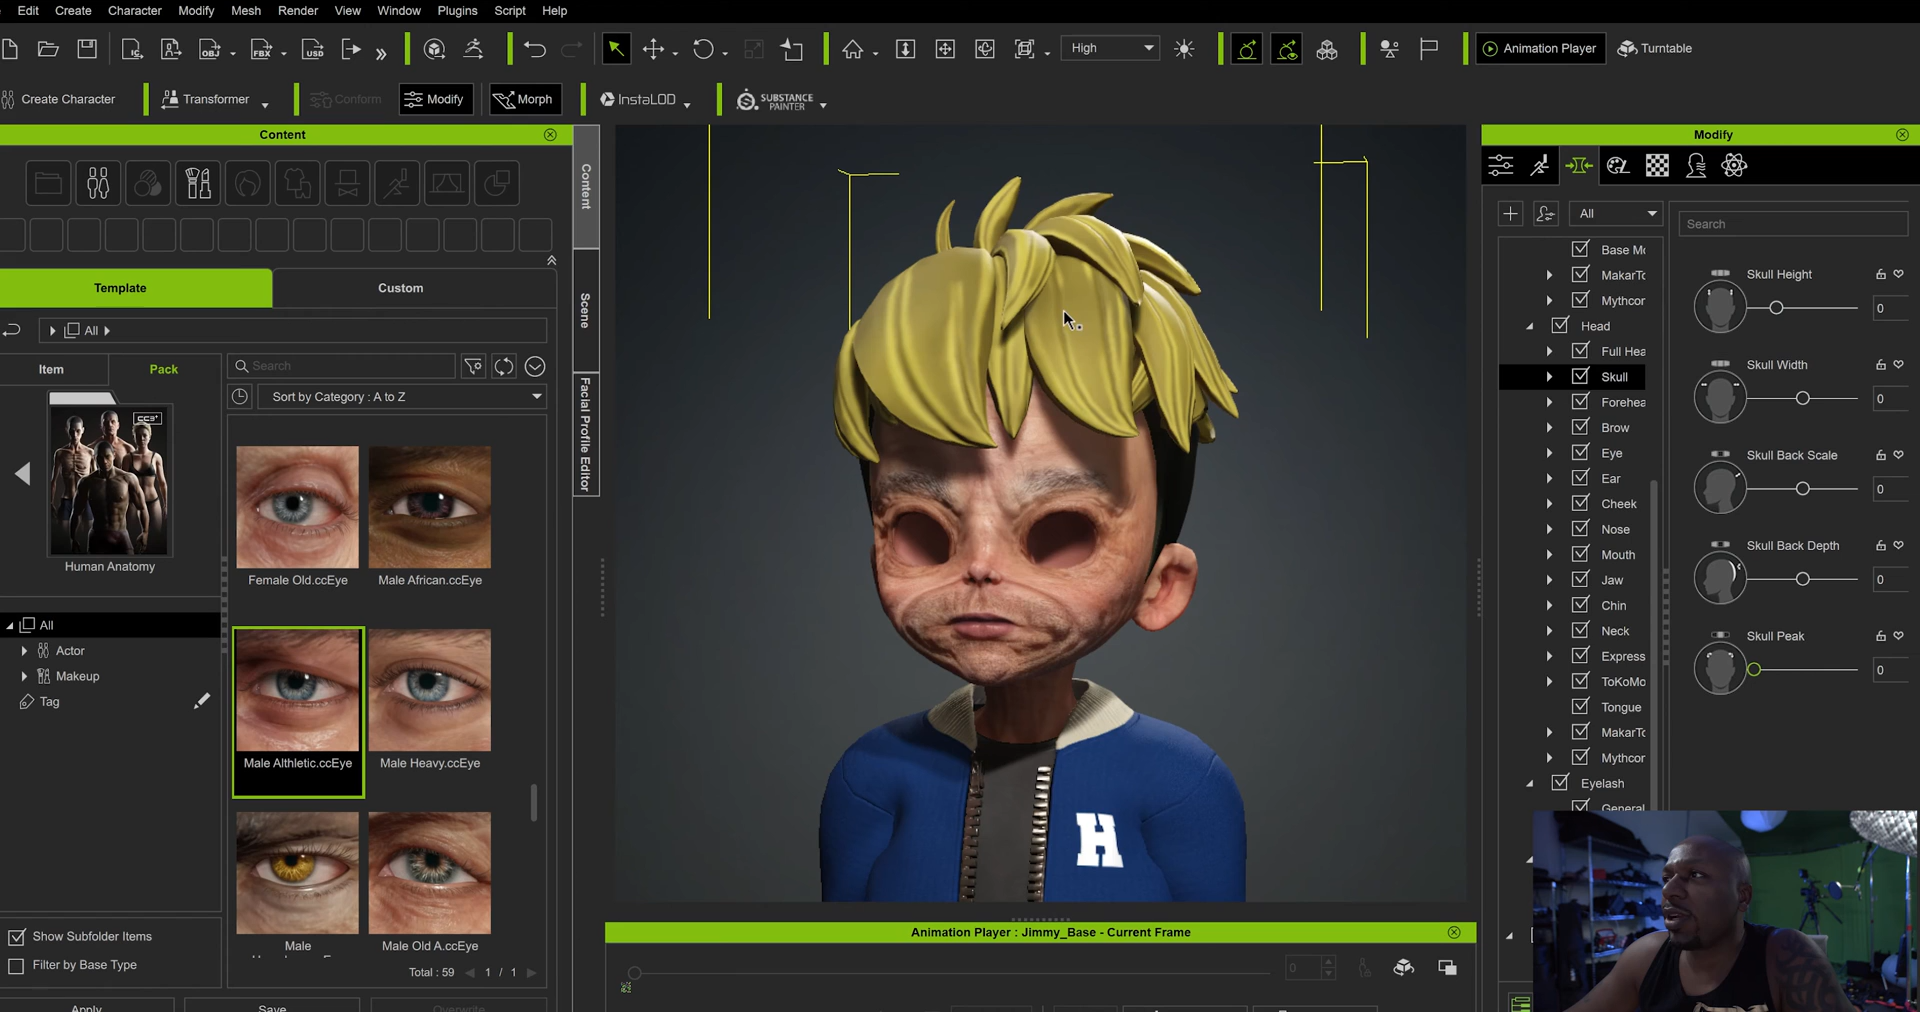 Edit Create Character Modify Mesh Render View Window Plugins Script Help
High Animation Player Turntable
Create Character Transformer Conform Modify Morph InstaLOD SUBSTANCE PAINTER
Content
Template Custom
All
Item Pack
Search
Sort by Category : A to Z
CC3+
Human Anatomy
Female Old.ccEye Male African.ccEye
Male Althletic.ccEye Male Heavy.ccEye
Male
Male Old A.ccEye
All
Actor
Makeup
Tag
Show Subfolder Items
Filter by Base Type
Total : 59 1 / 1
Apply Save Overwrite
Content
Scene
Facial Profile Editor
H
Animation Player : Jimmy_Base - Current Frame
0
Modify
All
Search
Base Mo
MakarTo
Mythcor
Head
Full Hea
Skull
Forehea
Brow
Eye
Ear
Cheek
Nose
Mouth
Jaw
Chin
Neck
Express
ToKoMo
Tongue
MakarTo
Mythcor
Eyelash
General
Skull Height
0
Skull Width
0
Skull Back Scale
0
Skull Back Depth
0
Skull Peak
0